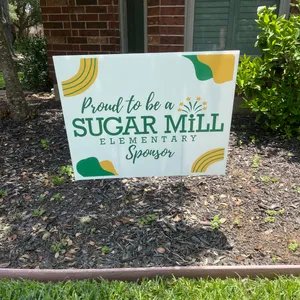 Proud to be a
SUGAR MiLL
ELEMENTARY
Sponsor